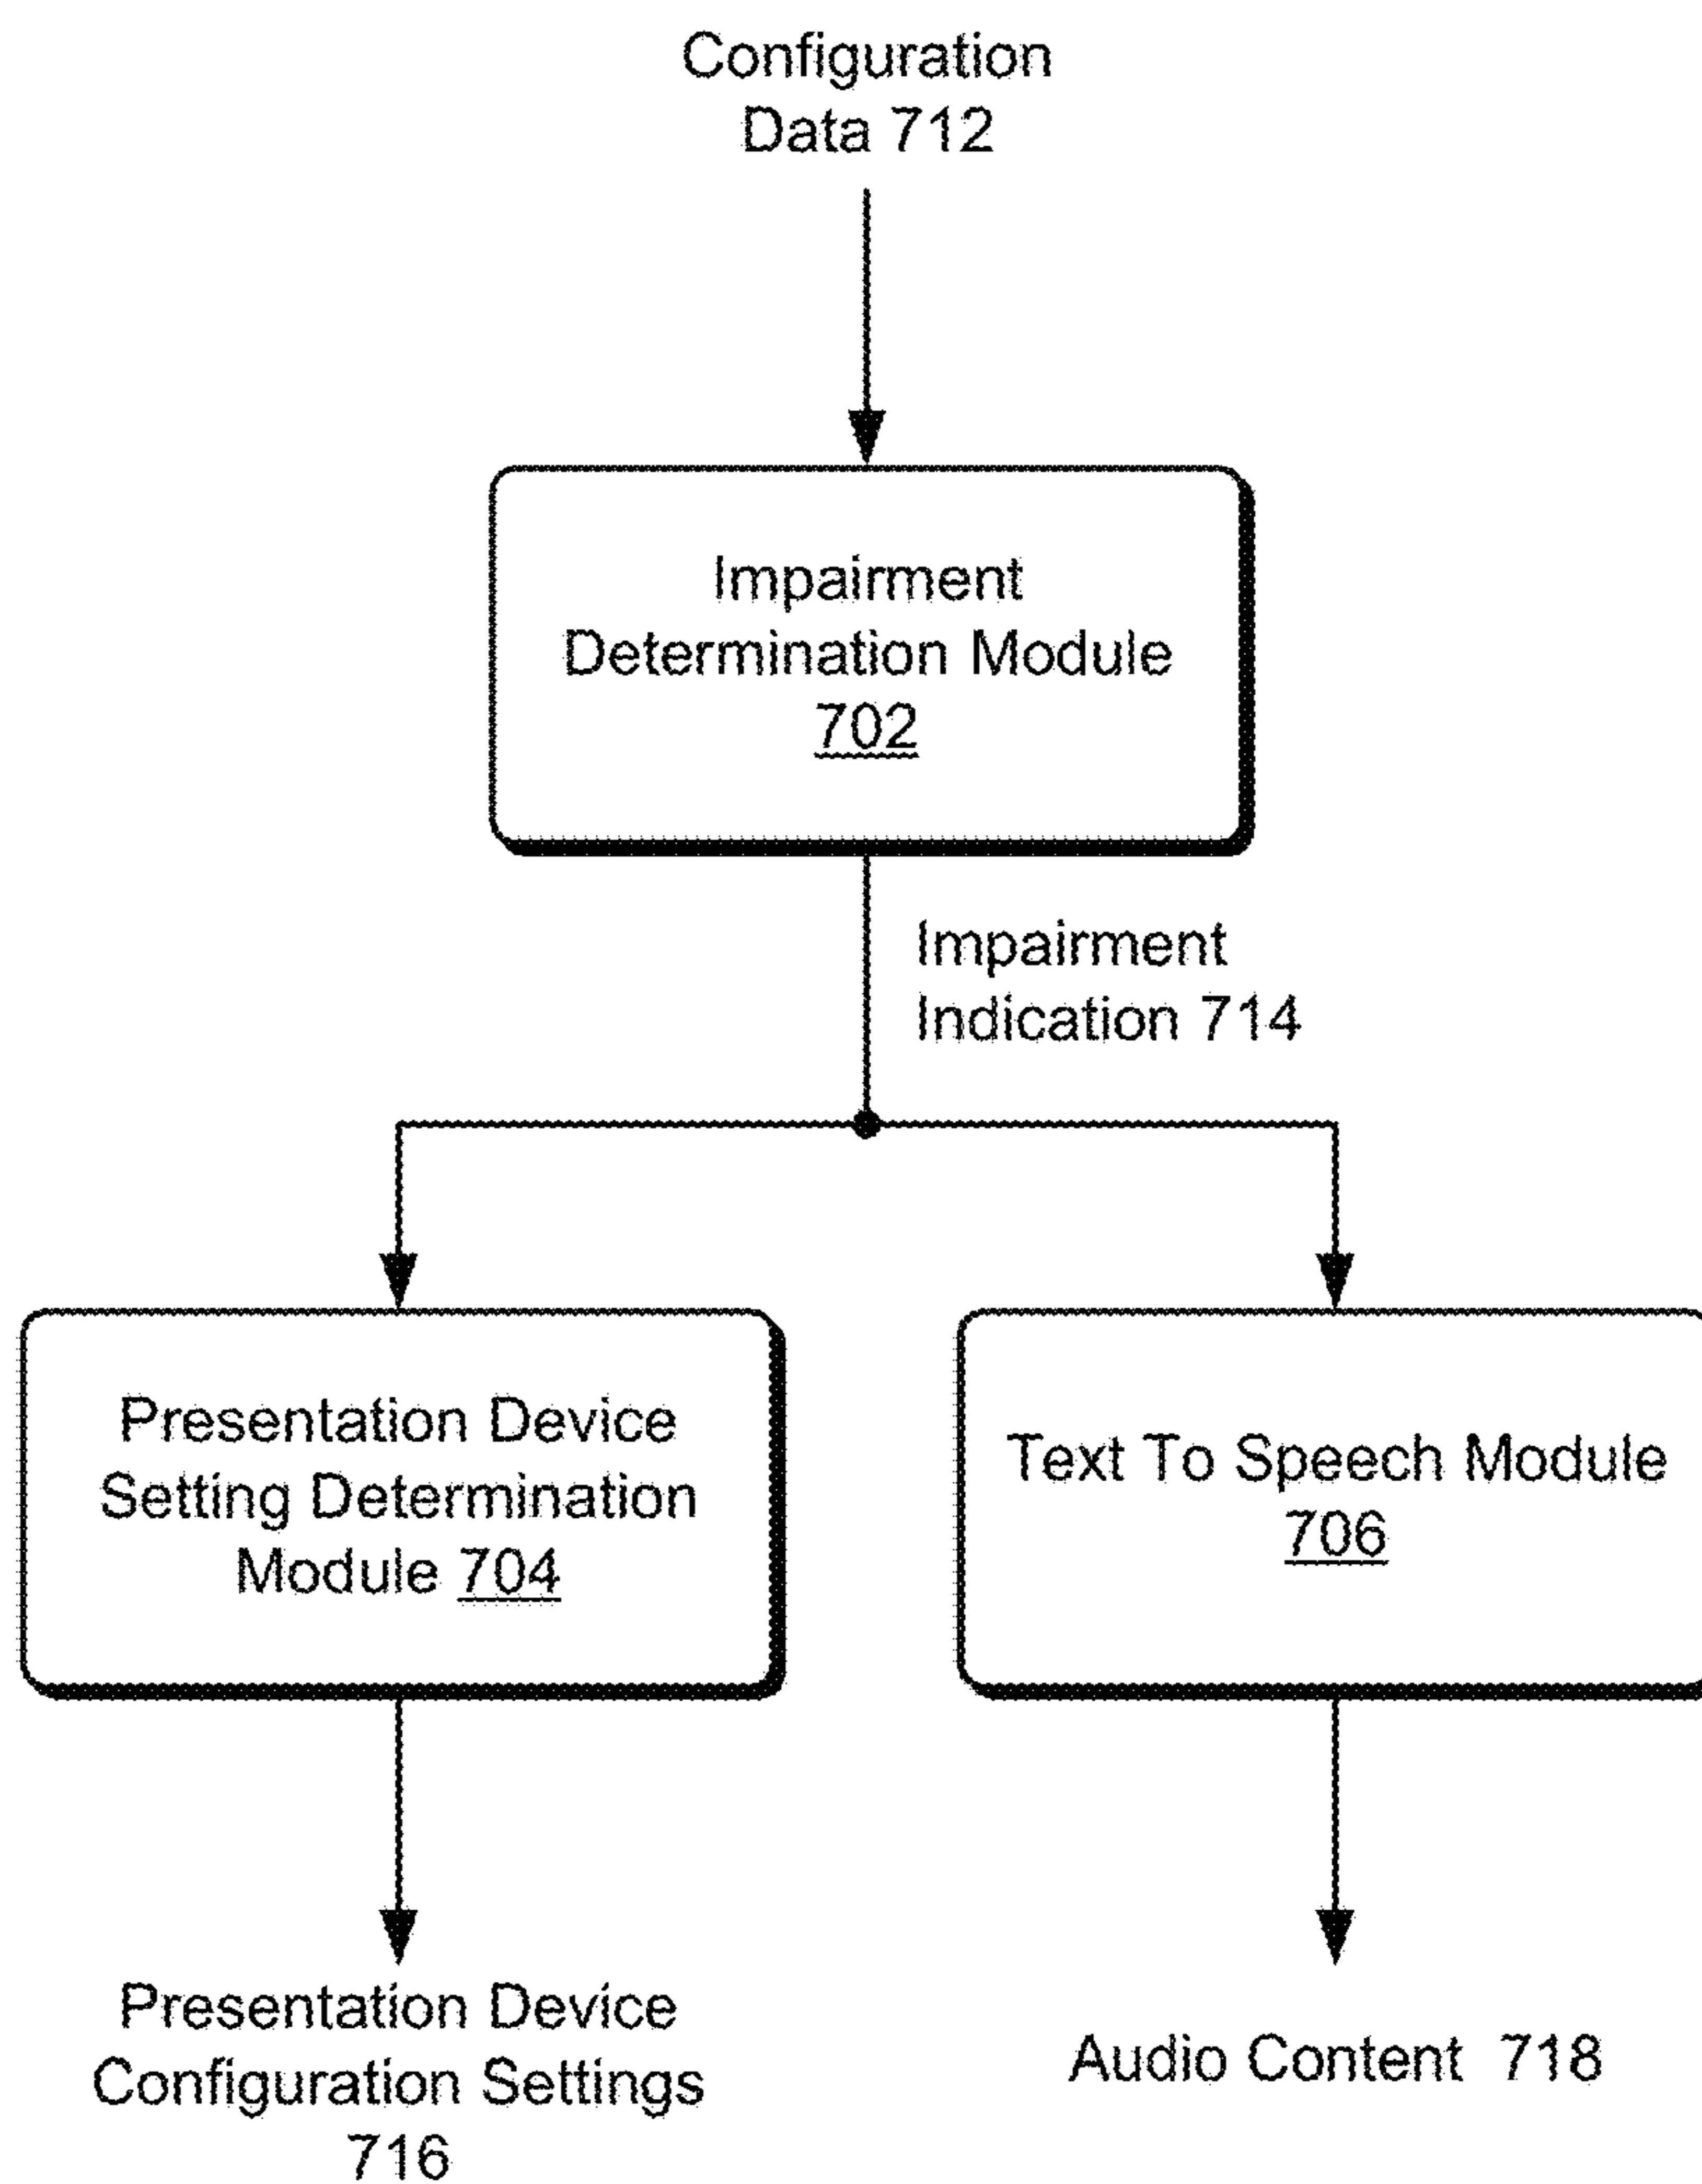 Configuration
Data 712
Impairment
Determination Module
702
Impairment
Indication 714
Presentation Device
Setting Determination
Module 704
Text To Speech Module
706
Presentation Device
Configuration Settings
716
Audio Content 718